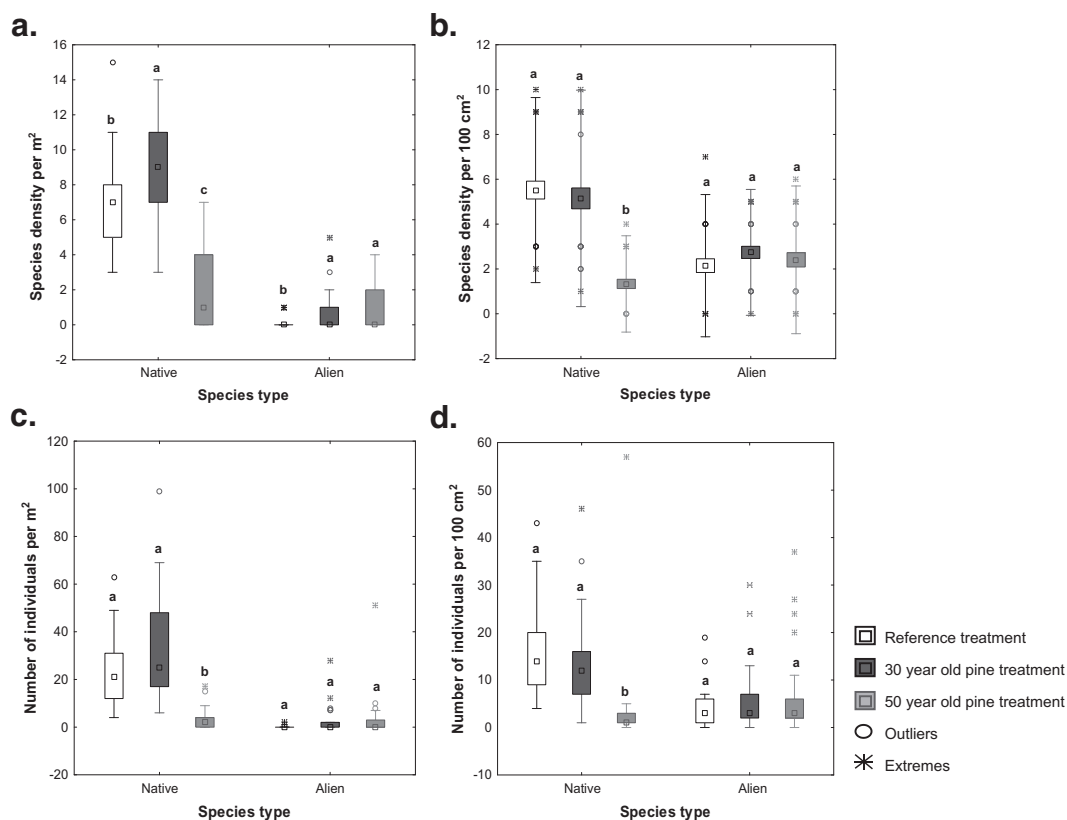 a.
Species density per m²
16
14
12
10
8
6
4
2
0
-2
b
a
c
b
a
a
Native
Alien
Species type
b.
Species density per 100 cm²
12
10
8
6
4
2
0
-2
a
a
b
a
a
a
Native
Alien
Species type
c.
Number of individuals per m²
120
100
80
60
40
20
0
-20
a
a
b
a
a
a
Native
Alien
Species type
d.
Number of individuals per 100 cm²
60
50
40
30
20
10
0
-10
a
a
b
a
a
a
Native
Alien
Species type
Reference treatment
30 year old pine treatment
50 year old pine treatment
Outliers
Extremes